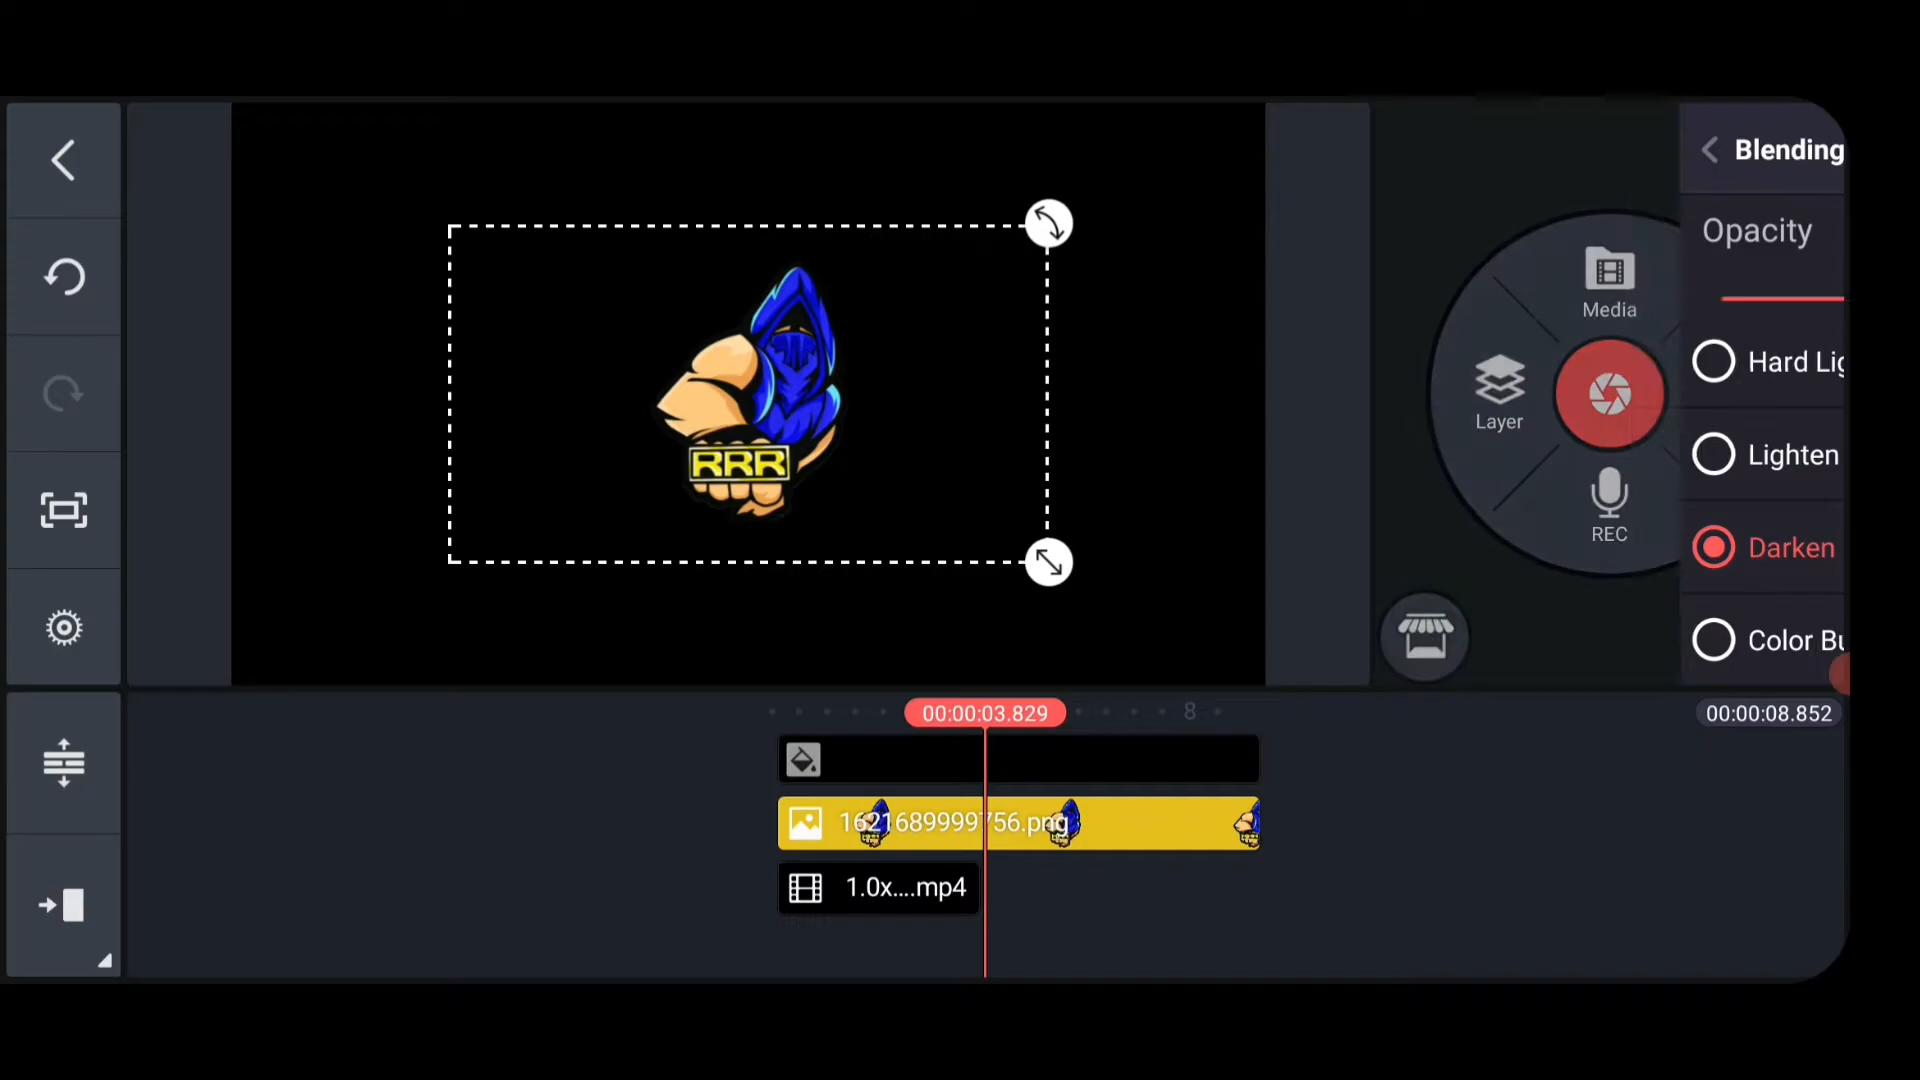 Blending
Opacity
Media
Hard Lig
Layer
Lighten
REC
Darken
Color Bu
RRR
00:00:03.829
8
00:00:08.852
1621689999756.png
1.0x....mp4